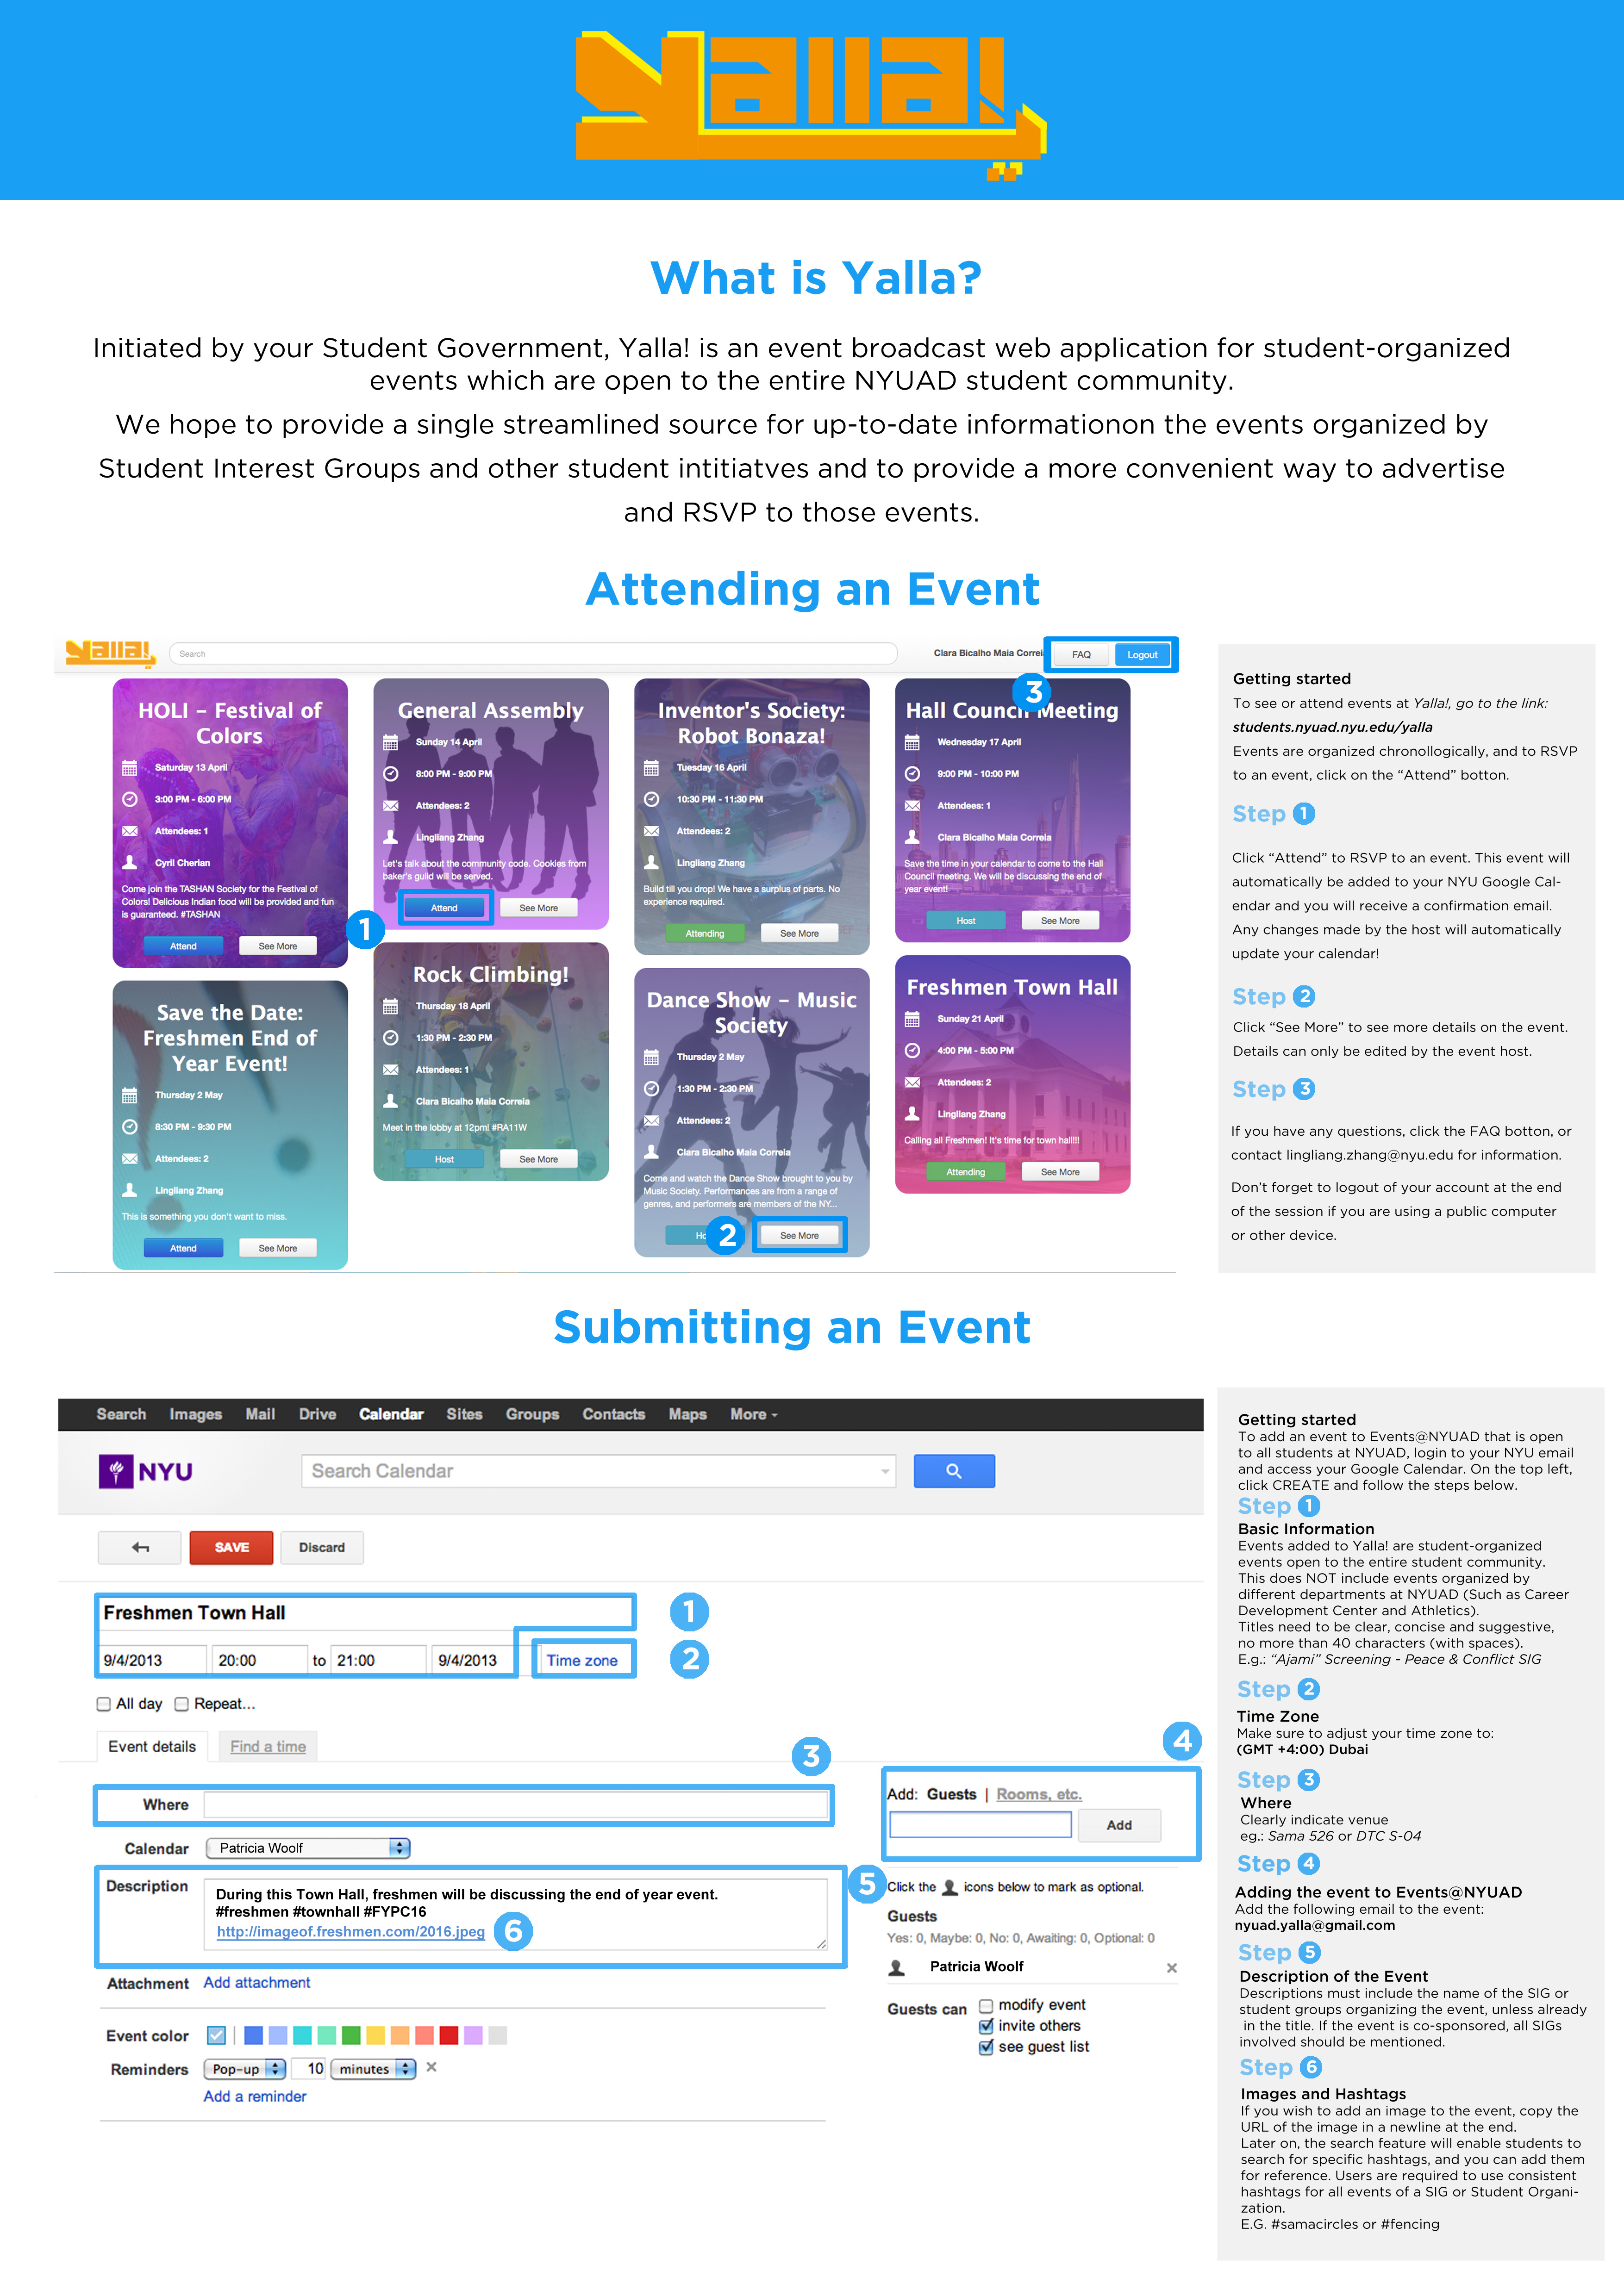 Yalla!
What is Yalla?
Initiated by your Student Government, Yalla! is an event broadcast web application for student-organized
events which are open to the entire NYUAD student community.
We hope to provide a single streamlined source for up-to-date informationon the events organized by
Student Interest Groups and other student intitiatves and to provide a more convenient way to advertise
and RSVP to those events.
Attending an Event
Yalla!
Search
Clara Bicalho Maia Correi
FAQ
Logout
3
HOLI – Festival of
Colors
Saturday 13 April
3:00 PM - 6:00 PM
Attendees: 1
Cyril Cherian
Come join the TASHAN Society for the Festival of
Colors! Delicious Indian food will be provided and fun
is guaranteed. #TASHAN
Attend
See More
General Assembly
Sunday 14 April
8:00 PM - 9:00 PM
Attendees: 2
Lingliang Zhang
Let's talk about the community code. Cookies from
baker's guild will be served.
Attend
See More
1
Inventor's Society:
Robot Bonaza!
Tuesday 16 April
10:30 PM - 11:30 PM
Attendees: 2
Lingliang Zhang
Build till you drop! We have a surplus of parts. No
experience required.
Attending
See More
Hall Council Meeting
Wednesday 17 April
9:00 PM - 10:00 PM
Attendees: 1
Clara Bicalho Maia Correia
Save the time in your calendar to come to the Hall
Council meeting. We will be discussing the end of
year event!
Host
See More
Save the Date:
Freshmen End of
Year Event!
Thursday 2 May
8:30 PM - 9:30 PM
Attendees: 2
Lingliang Zhang
This is something you don't want to miss.
Attend
See More
Rock Climbing!
Thursday 18 April
1:30 PM - 2:30 PM
Attendees: 1
Clara Bicalho Maia Correia
Meet in the lobby at 12pm! #RA11W
Host
See More
Dance Show – Music
Society
Thursday 2 May
1:30 PM - 2:30 PM
Attendees: 2
Clara Bicalho Maia Correia
Come and watch the Dance Show brought to you by
Music Society. Performances are from a range of
genres, and performers are members of the NY...
Ho
2
See More
Freshmen Town Hall
Sunday 21 April
4:00 PM - 5:00 PM
Attendees: 2
Lingliang Zhang
Calling all Freshmen! It's time for town hall!!!!
Attending
See More
Getting started
To see or attend events at Yalla!, go to the link:
students.nyuad.nyu.edu/yalla
Events are organized chronollogically, and to RSVP
to an event, click on the “Attend” botton.
Step 1
Click “Attend” to RSVP to an event. This event will
automatically be added to your NYU Google Cal-
endar and you will receive a confirmation email.
Any changes made by the host will automatically
update your calendar!
Step 2
Click “See More” to see more details on the event.
Details can only be edited by the event host.
Step 3
If you have any questions, click the FAQ botton, or
contact lingliang.zhang@nyu.edu for information.
Don’t forget to logout of your account at the end
of the session if you are using a public computer
or other device.
Submitting an Event
Search Images Mail Drive Calendar Sites Groups Contacts Maps More
NYU
Search Calendar
SAVE
Discard
Freshmen Town Hall
1
9/4/2013 20:00 to 21:00 9/4/2013 Time zone
2
All day Repeat...
Event details Find a time
3
Where
Calendar Patricia Woolf
Description
During this Town Hall, freshmen will be discussing the end of year event.
#freshmen #townhall #FYPC16
http://imageof.freshmen.com/2016.jpeg
6
5
Attachment Add attachment
Event color
Reminders Pop-up 10 minutes ×
Add a reminder
4
Add: Guests | Rooms, etc.
Add
Click the icons below to mark as optional.
Guests
Yes: 0, Maybe: 0, No: 0, Awaiting: 0, Optional: 0
Patricia Woolf ×
Guests can modify event
invite others
see guest list
Getting started
To add an event to Events@NYUAD that is open
to all students at NYUAD, login to your NYU email
and access your Google Calendar. On the top left,
click CREATE and follow the steps below.
Step 1
Basic Information
Events added to Yalla! are student-organized
events open to the entire student community.
This does NOT include events organized by
different departments at NYUAD (Such as Career
Development Center and Athletics).
Titles need to be clear, concise and suggestive,
no more than 40 characters (with spaces).
E.g.: “Ajami” Screening - Peace & Conflict SIG
Step 2
Time Zone
Make sure to adjust your time zone to:
(GMT +4:00) Dubai
Step 3
Where
Clearly indicate venue
eg.: Sama 526 or DTC S-04
Step 4
Adding the event to Events@NYUAD
Add the following email to the event:
nyuad.yalla@gmail.com
Step 5
Description of the Event
Descriptions must include the name of the SIG or
student groups organizing the event, unless already
in the title. If the event is co-sponsored, all SIGs
involved should be mentioned.
Step 6
Images and Hashtags
If you wish to add an image to the event, copy the
URL of the image in a newline at the end.
Later on, the search feature will enable students to
search for specific hashtags, and you can add them
for reference. Users are required to use consistent
hashtags for all events of a SIG or Student Organi-
zation.
E.G. #samacircles or #fencing